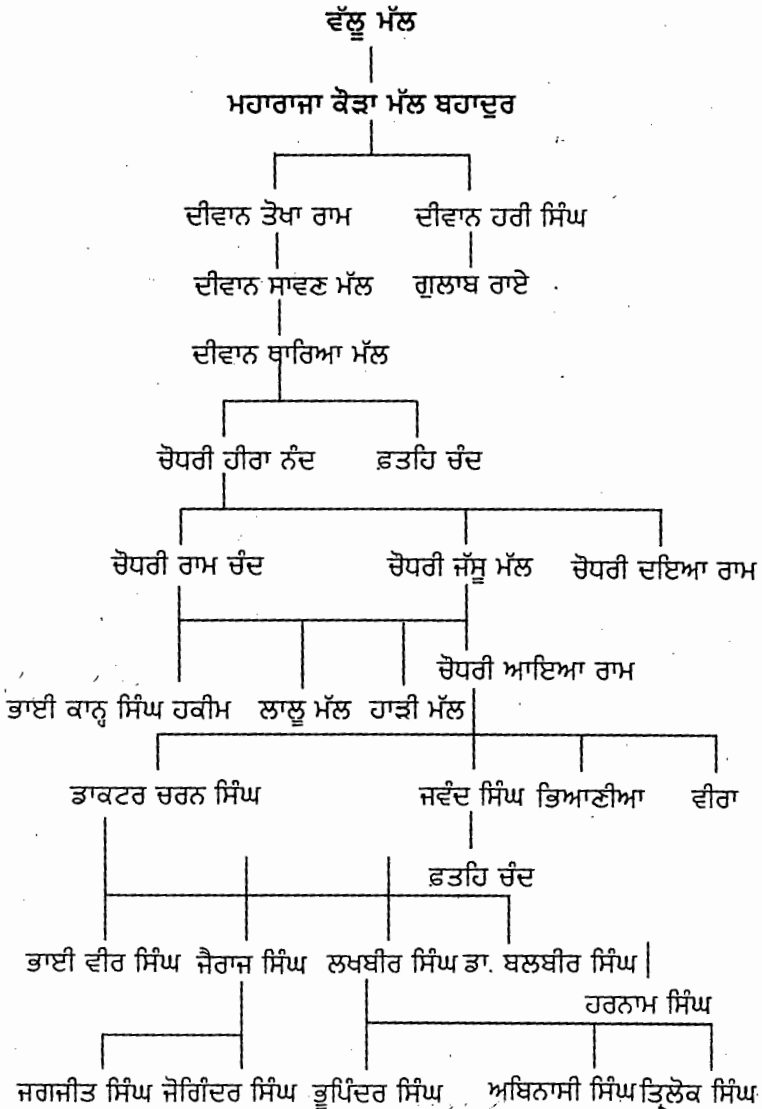 ਵੱਲੂ ਮੱਲ
ਮਹਾਰਾਜਾ ਕੌੜਾ ਮੱਲ ਬਹਾਦੁਰ
ਦੀਵਾਨ ਤੋਖਾ ਰਾਮ ਦੀਵਾਨ ਹਰੀ ਸਿੰਘ
ਦੀਵਾਨ ਸਾਵਣ ਮੱਲ ਗੁਲਾਬ ਰਾਏ
ਦੀਵਾਨ ਥਾਰਿਆ ਮੱਲ
ਚੋਧਰੀ ਹੀਰਾ ਨੰਦ ਫ਼ਤਹਿ ਚੰਦ
ਚੋਧਰੀ ਰਾਮ ਚੰਦ ਚੋਧਰੀ ਜੱਸੂ ਮੱਲ ਚੋਧਰੀ ਦਇਆ ਰਾਮ
ਚੋਧਰੀ ਆਇਆ ਰਾਮ
ਭਾਈ ਕਾਨ੍ਹ ਸਿੰਘ ਹਕੀਮ ਲਾਲੂ ਮੱਲ ਹਾੜੀ ਮੱਲ
ਡਾਕਟਰ ਚਰਨ ਸਿੰਘ ਜਵੰਦ ਸਿੰਘ ਭਿਆਣੀਆ ਵੀਰਾ
ਫ਼ਤਹਿ ਚੰਦ
ਭਾਈ ਵੀਰ ਸਿੰਘ ਜੈਰਾਜ ਸਿੰਘ ਲਖਬੀਰ ਸਿੰਘ ਡਾ. ਬਲਬੀਰ ਸਿੰਘ
ਹਰਨਾਮ ਸਿੰਘ
ਜਗਜੀਤ ਸਿੰਘ ਜੋਗਿੰਦਰ ਸਿੰਘ ਭੂਪਿੰਦਰ ਸਿੰਘ ਅਬਿਨਾਸੀ ਸਿੰਘ ਤ੍ਰਿਲੋਕ ਸਿੰਘ